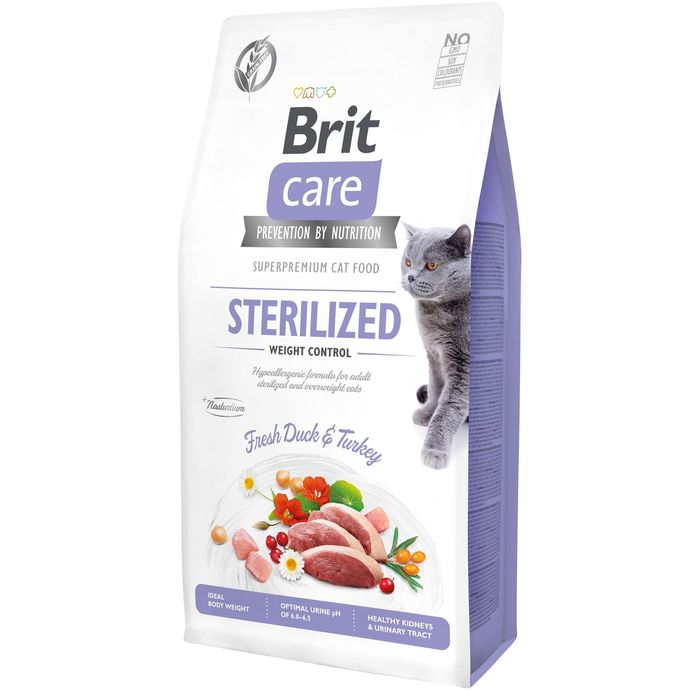 GRAIN-FREE
NO
GMO
SOY
COLOURANTS
PRESERVATIVES
Brit
care
PREVENTION BY NUTRITION
SUPERPREMIUM CAT FOOD
STERILIZED
WEIGHT CONTROL
Hypoallergenic formula for adult
sterilized and overweight cats
+Nasturtium
Fresh Duck & Turkey
IDEAL
BODY WEIGHT
OPTIMAL URINE pH
OF 6.0–6.5
HEALTHY KIDNEYS
& URINARY TRACT